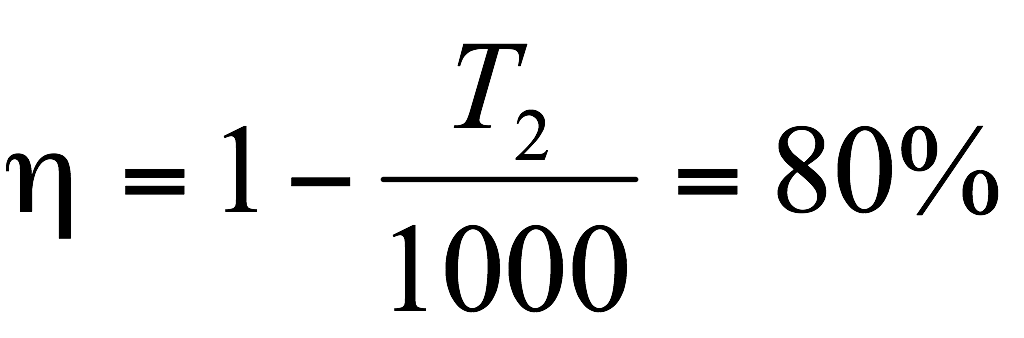 η = 1 − T₂/1000 = 80%